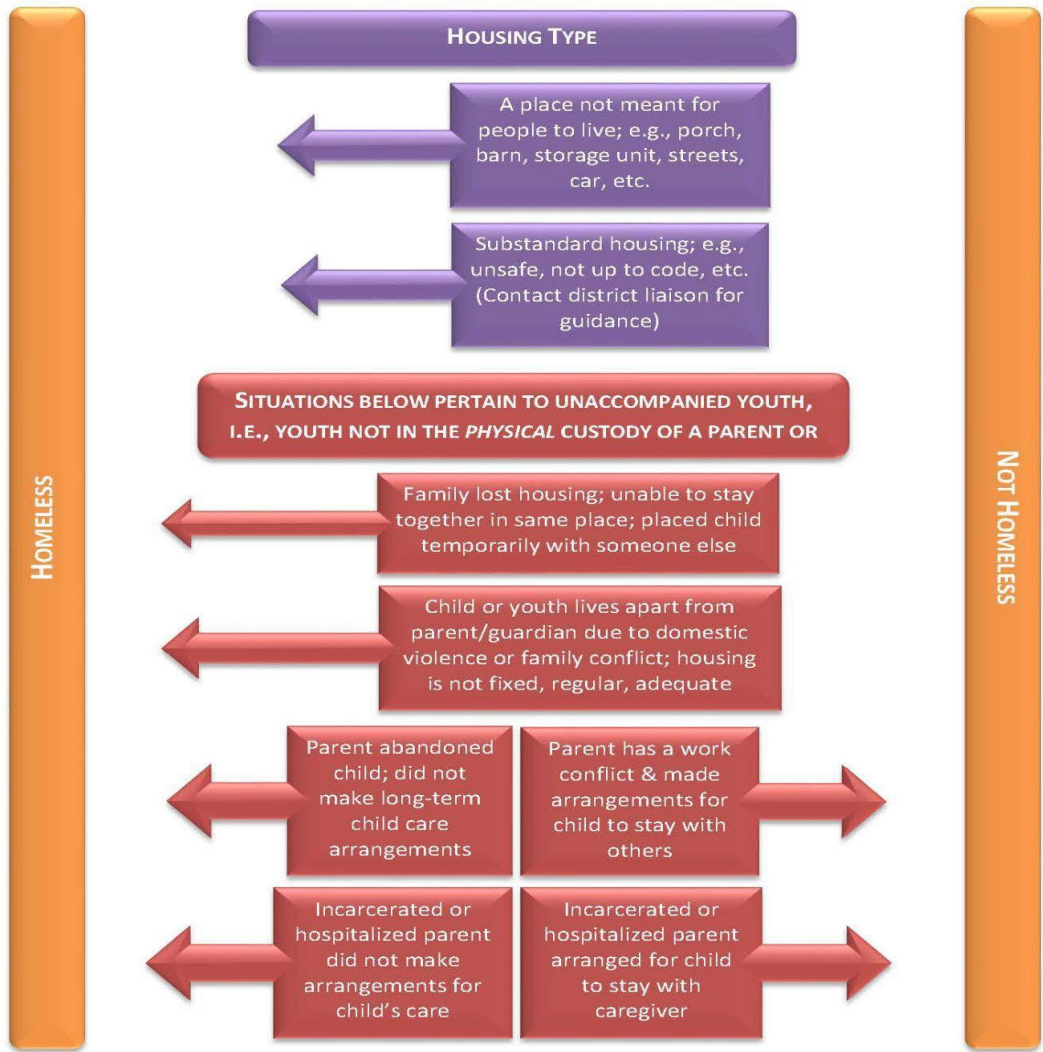 HOMELESS
HOUSING TYPE
A place not meant for
people to live; e.g., porch,
barn, storage unit, streets,
car, etc.
Substandard housing; e.g.,
unsafe, not up to code, etc.
(Contact district liaison for
guidance)
SITUATIONS BELOW PERTAIN TO UNACCOMPANIED YOUTH,
I.E., YOUTH NOT IN THE PHYSICAL CUSTODY OF A PARENT OR
Family lost housing; unable to stay
together in same place; placed child
temporarily with someone else
Child or youth lives apart from
parent/guardian due to domestic
violence or family conflict; housing
is not fixed, regular, adequate
Parent abandoned
child; did not
make long-term
child care
arrangements
Parent has a work
conflict & made
arrangements for
child to stay with
others
Incarcerated or
hospitalized parent
did not make
arrangements for
child's care
Incarcerated or
hospitalized parent
arranged for child
to stay with
caregiver
NOT HOMELESS